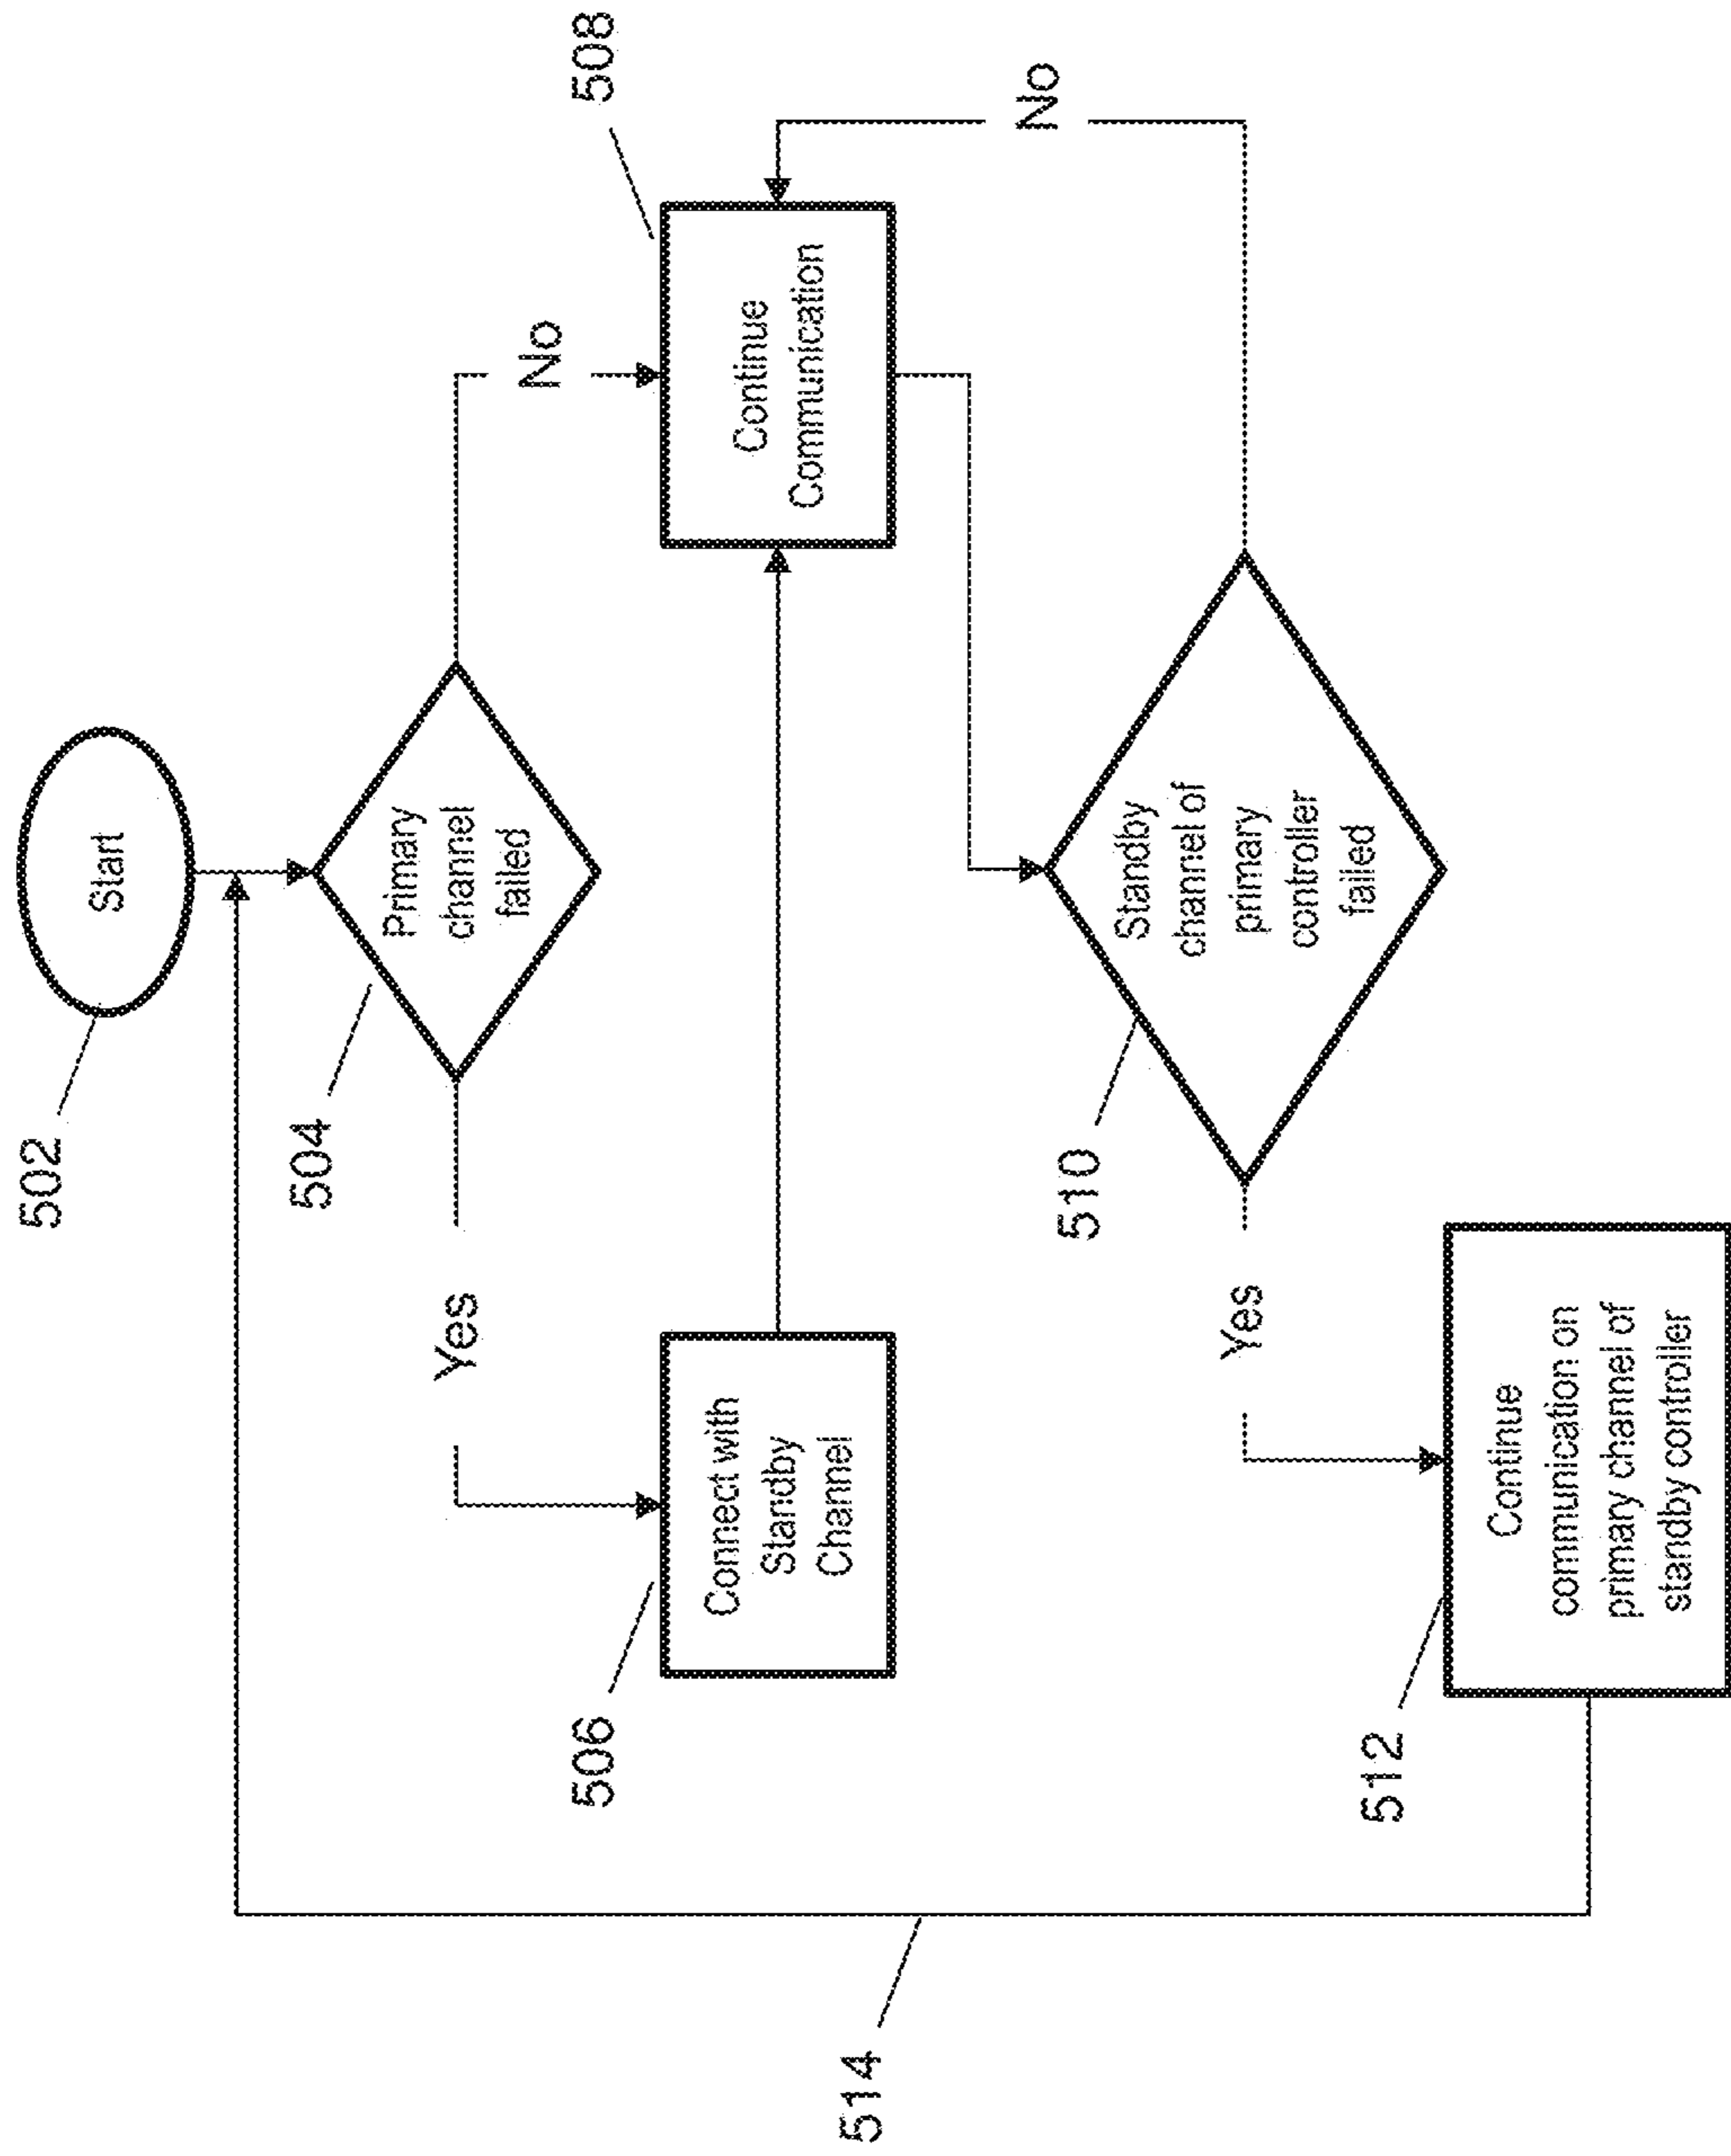 502
Start
504
Primary
channel
failed
Yes
No
506
Connect with
Standby
Channel
508
Continue
Communication
510
Standby
channel of
primary
controller
failed
Yes
No
512
Continue
communication on
primary channel of
standby controller
514